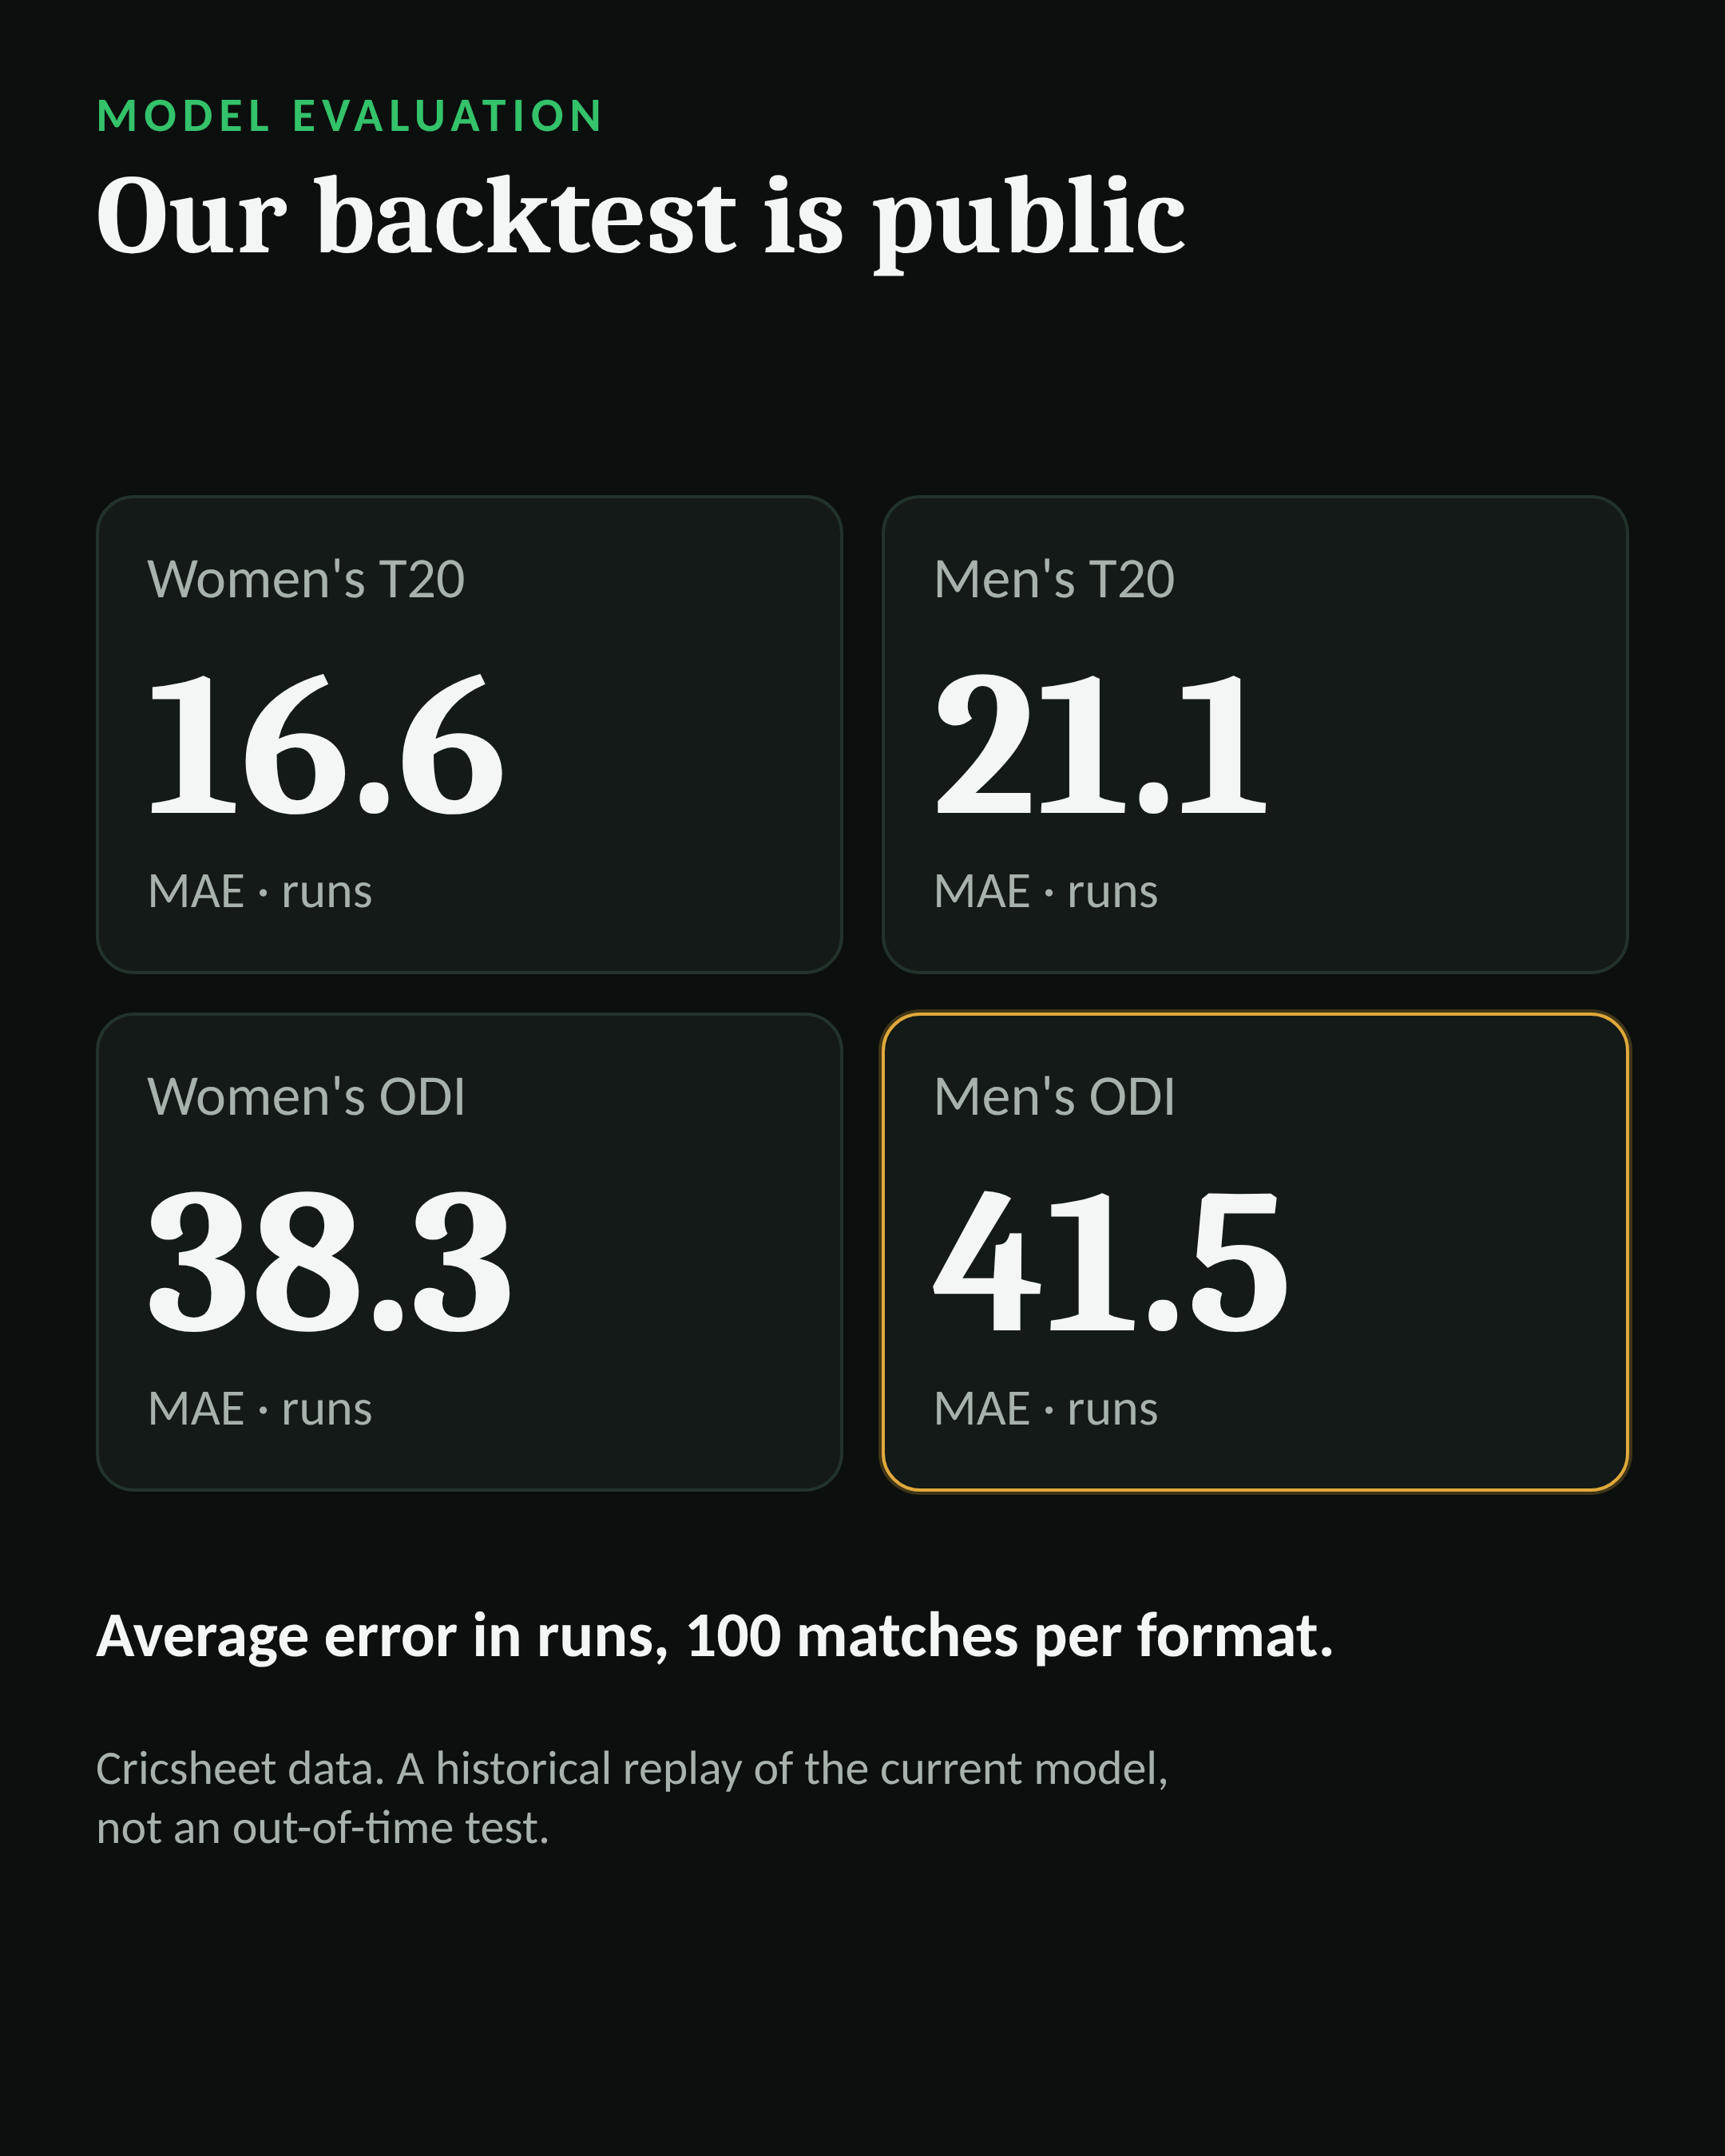 MODEL EVALUATION
Our backtest is public
Women's T20
16.6
MAE · runs
Men's T20
21.1
MAE · runs
Women's ODI
38.3
MAE · runs
Men's ODI
41.5
MAE · runs
Average error in runs, 100 matches per format.
Cricsheet data. A historical replay of the current model,
not an out-of-time test.